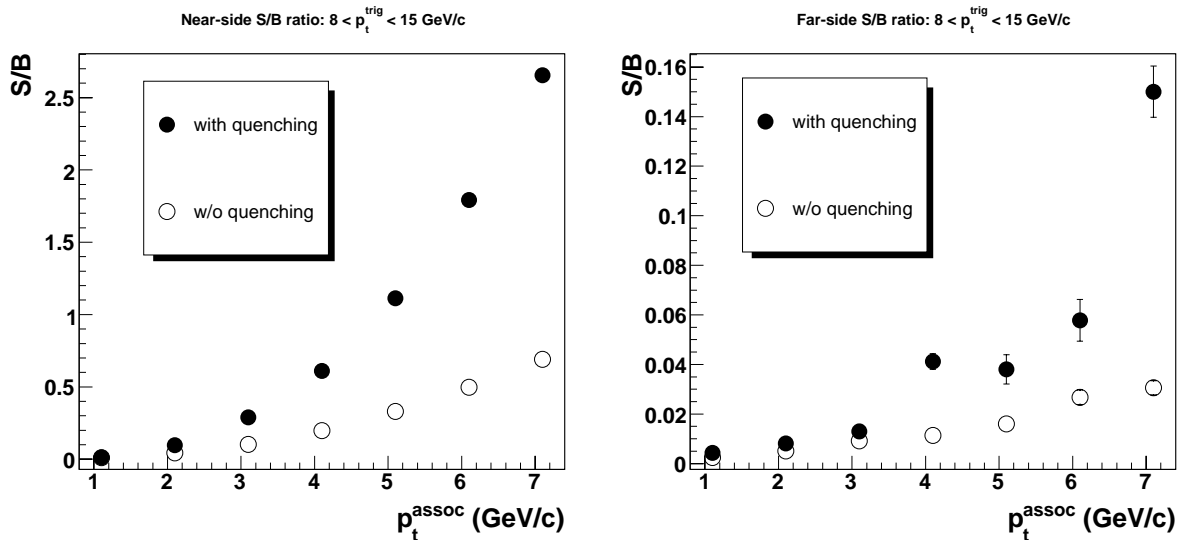 Near-side S/B ratio: 8 < p_t^trig < 15 GeV/c
S/B
2.5
2
1.5
1
0.5
0
with quenching
w/o quenching
1 2 3 4 5 6 7
p_t^assoc (GeV/c)
Far-side S/B ratio: 8 < p_t^trig < 15 GeV/c
S/B
0.16
0.14
0.12
0.1
0.08
0.06
0.04
0.02
0
with quenching
w/o quenching
1 2 3 4 5 6 7
p_t^assoc (GeV/c)